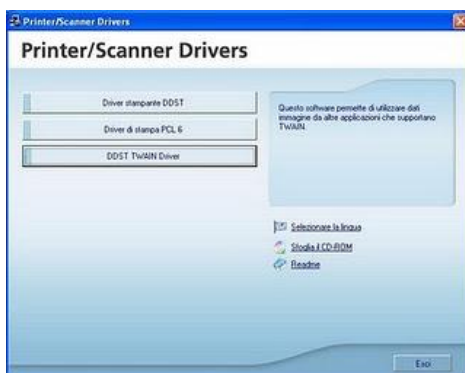 Printer/Scanner Drivers
Printer/Scanner Drivers
Driver stampante DDST
Driver di stampa PCL 6
DDST TWAIN Driver
Questo software permette di utilizzare dati
immagine da altre applicazioni che supportano
TWAIN.
Selezionare la lingua
Sfoglia il CD-ROM
Readme
Esci